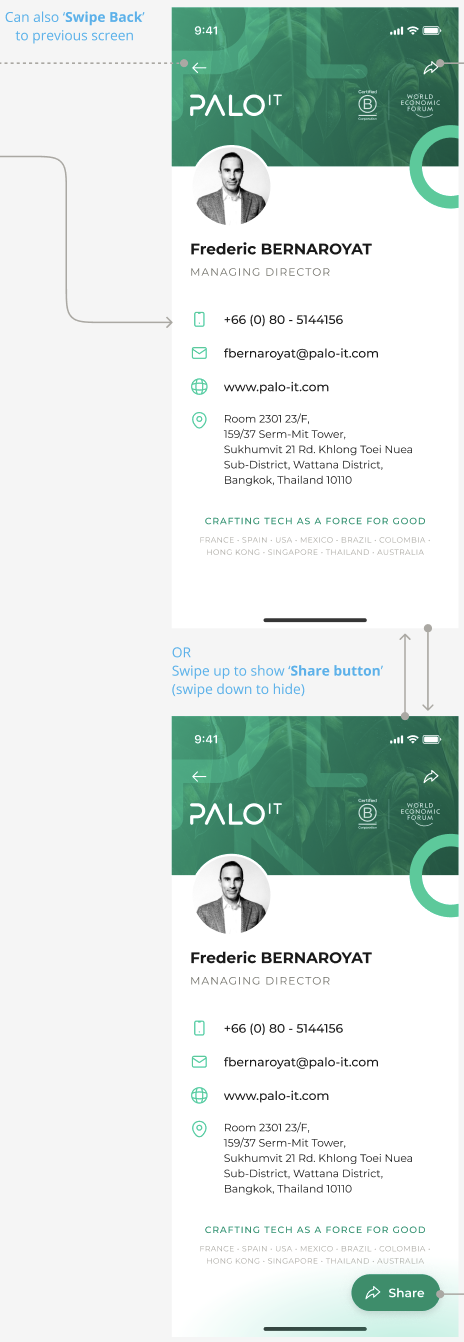 Can also ‘Swipe Back’
to previous screen
9:41
PALO IT
Certified
B
Corporation
WORLD
ECONOMIC
FORUM
Frederic BERNAROYAT
MANAGING DIRECTOR
+66 (0) 80 - 5144156
fbernaroyat@palo-it.com
www.palo-it.com
Room 2301 23/F,
159/37 Serm-Mit Tower,
Sukhumvit 21 Rd. Khlong Toei Nuea
Sub-District, Wattana District,
Bangkok, Thailand 10110
CRAFTING TECH AS A FORCE FOR GOOD
FRANCE • SPAIN • USA • MEXICO • BRAZIL • COLOMBIA •
HONG KONG • SINGAPORE • THAILAND • AUSTRALIA
OR
Swipe up to show ‘Share button’
(swipe down to hide)
9:41
PALO IT
Certified
B
Corporation
WORLD
ECONOMIC
FORUM
Frederic BERNAROYAT
MANAGING DIRECTOR
+66 (0) 80 - 5144156
fbernaroyat@palo-it.com
www.palo-it.com
Room 2301 23/F,
159/37 Serm-Mit Tower,
Sukhumvit 21 Rd. Khlong Toei Nuea
Sub-District, Wattana District,
Bangkok, Thailand 10110
CRAFTING TECH AS A FORCE FOR GOOD
FRANCE • SPAIN • USA • MEXICO • BRAZIL • COLOMBIA •
HONG KONG • SINGAPORE • THAILAND • AUSTRALIA
Share